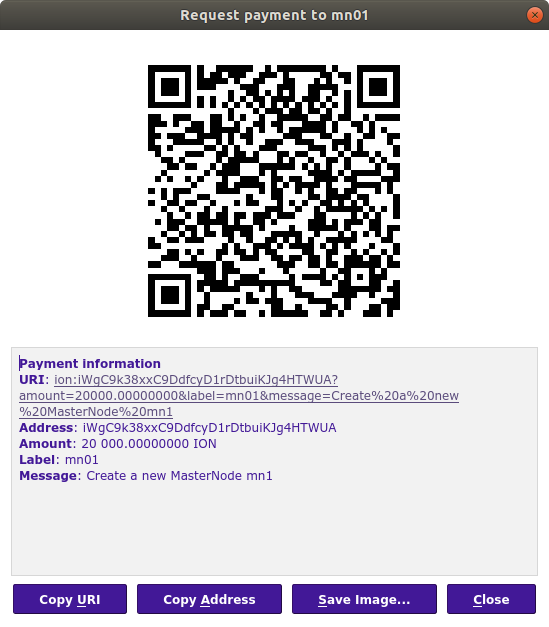 Request payment to mn01
Payment information
URI: ion:iWgC9k38xxC9DdfcyD1rDtbuiKJg4HTWUA?
amount=20000.00000000&label=mn01&message=Create%20a%20new
%20MasterNode%20mn1
Address: iWgC9k38xxC9DdfcyD1rDtbuiKJg4HTWUA
Amount: 20 000.00000000 ION
Label: mn01
Message: Create a new MasterNode mn1
Copy URI
Copy Address
Save Image...
Close